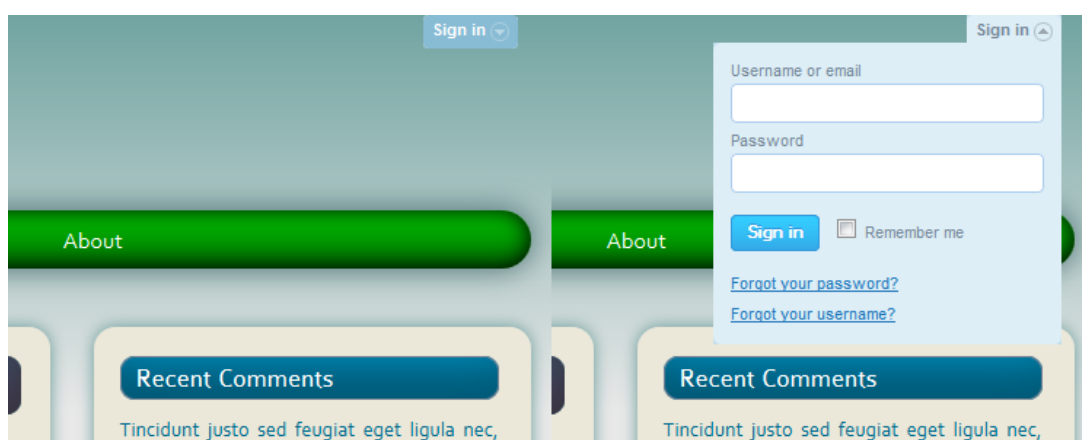 Sign in
About
Recent Comments
Tincidunt justo sed feugiat eget ligula nec,
Sign in
Username or email
Password
Sign in
Remember me
Forgot your password?
Forgot your username?
About
Recent Comments
Tincidunt justo sed feugiat eget ligula nec,